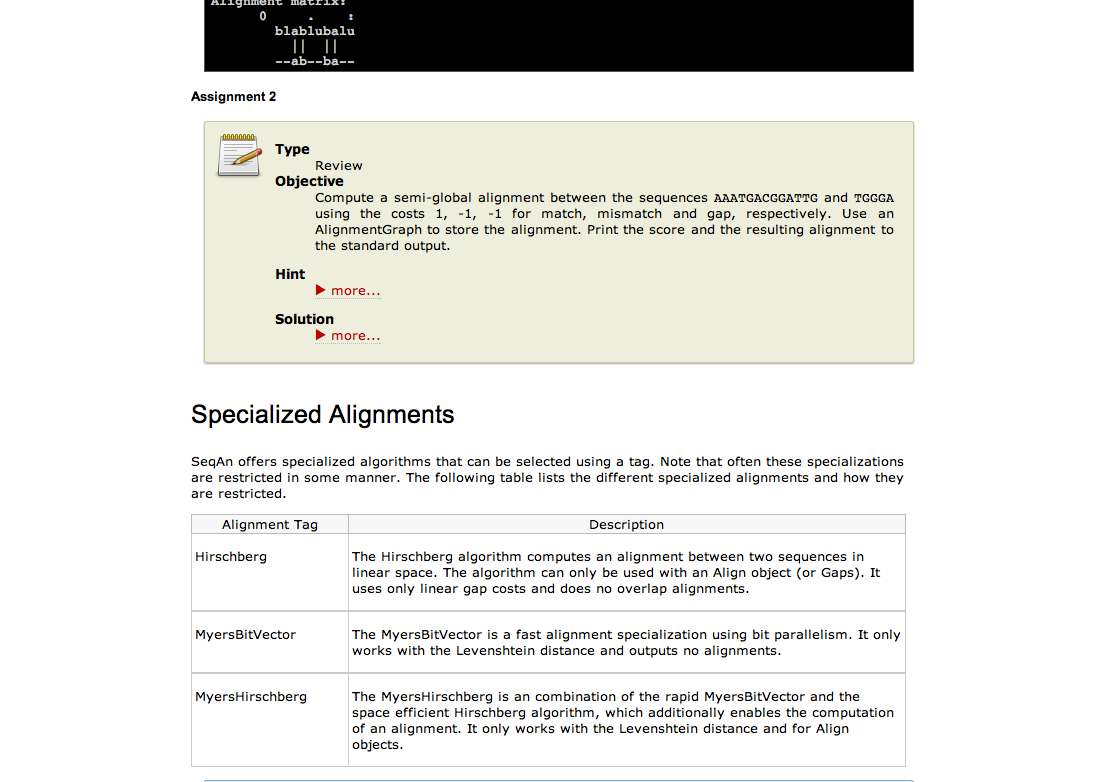 Alignment matrix:
0     .    :
blablubalu
||  ||
--ab--ba--
Assignment 2
Type
Review
Objective
Compute a semi-global alignment between the sequences AAATGACGGATTG and TGGGA
using the costs 1, -1, -1 for match, mismatch and gap, respectively. Use an
AlignmentGraph to store the alignment. Print the score and the resulting alignment to
the standard output.
Hint
more...
Solution
more...
Specialized Alignments
SeqAn offers specialized algorithms that can be selected using a tag. Note that often these specializations
are restricted in some manner. The following table lists the different specialized alignments and how they
are restricted.
Alignment Tag Description
Hirschberg
The Hirschberg algorithm computes an alignment between two sequences in
linear space. The algorithm can only be used with an Align object (or Gaps). It
uses only linear gap costs and does no overlap alignments.
MyersBitVector
The MyersBitVector is a fast alignment specialization using bit parallelism. It only
works with the Levenshtein distance and outputs no alignments.
MyersHirschberg
The MyersHirschberg is an combination of the rapid MyersBitVector and the
space efficient Hirschberg algorithm, which additionally enables the computation
of an alignment. It only works with the Levenshtein distance and for Align
objects.